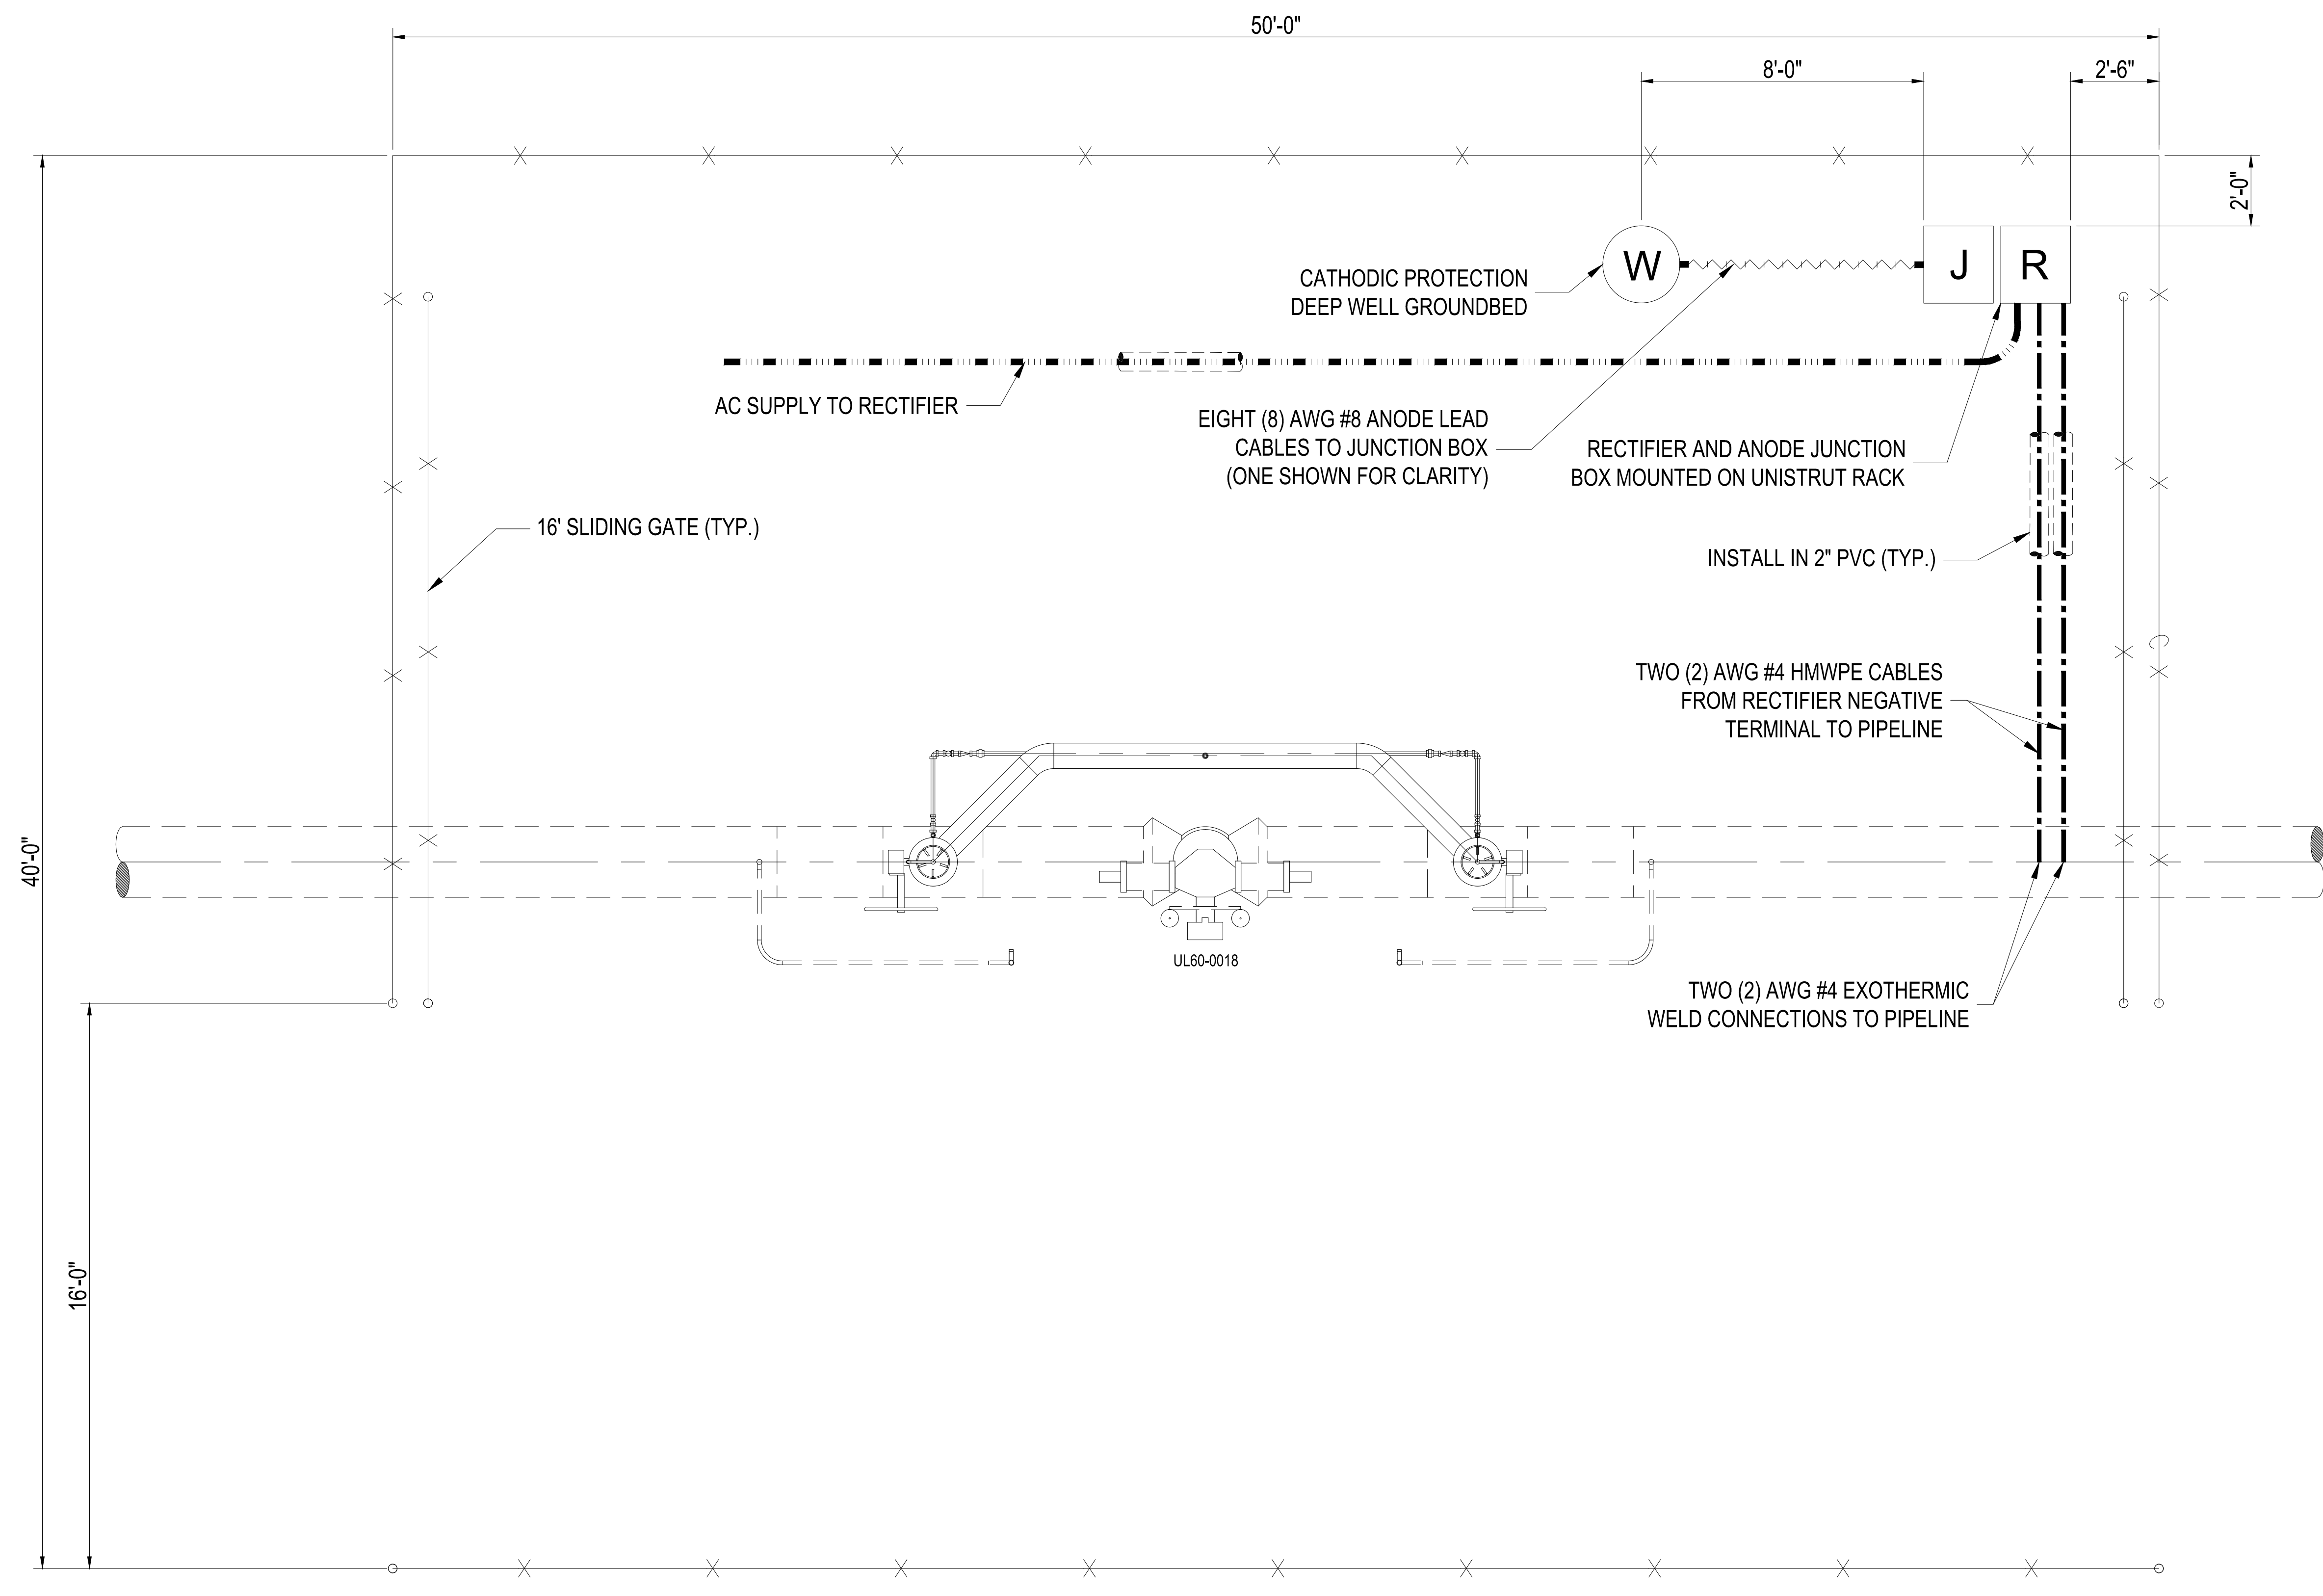 50'-0"
8'-0"
2'-6"
2'-0"
W
J
R
CATHODIC PROTECTION
DEEP WELL GROUNDBED
AC SUPPLY TO RECTIFIER
EIGHT (8) AWG #8 ANODE LEAD
CABLES TO JUNCTION BOX
(ONE SHOWN FOR CLARITY)
RECTIFIER AND ANODE JUNCTION
BOX MOUNTED ON UNISTRUT RACK
16' SLIDING GATE (TYP.)
INSTALL IN 2" PVC (TYP.)
TWO (2) AWG #4 HMWPE CABLES
FROM RECTIFIER NEGATIVE
TERMINAL TO PIPELINE
40'-0"
UL60-0018
TWO (2) AWG #4 EXOTHERMIC
WELD CONNECTIONS TO PIPELINE
16'-0"